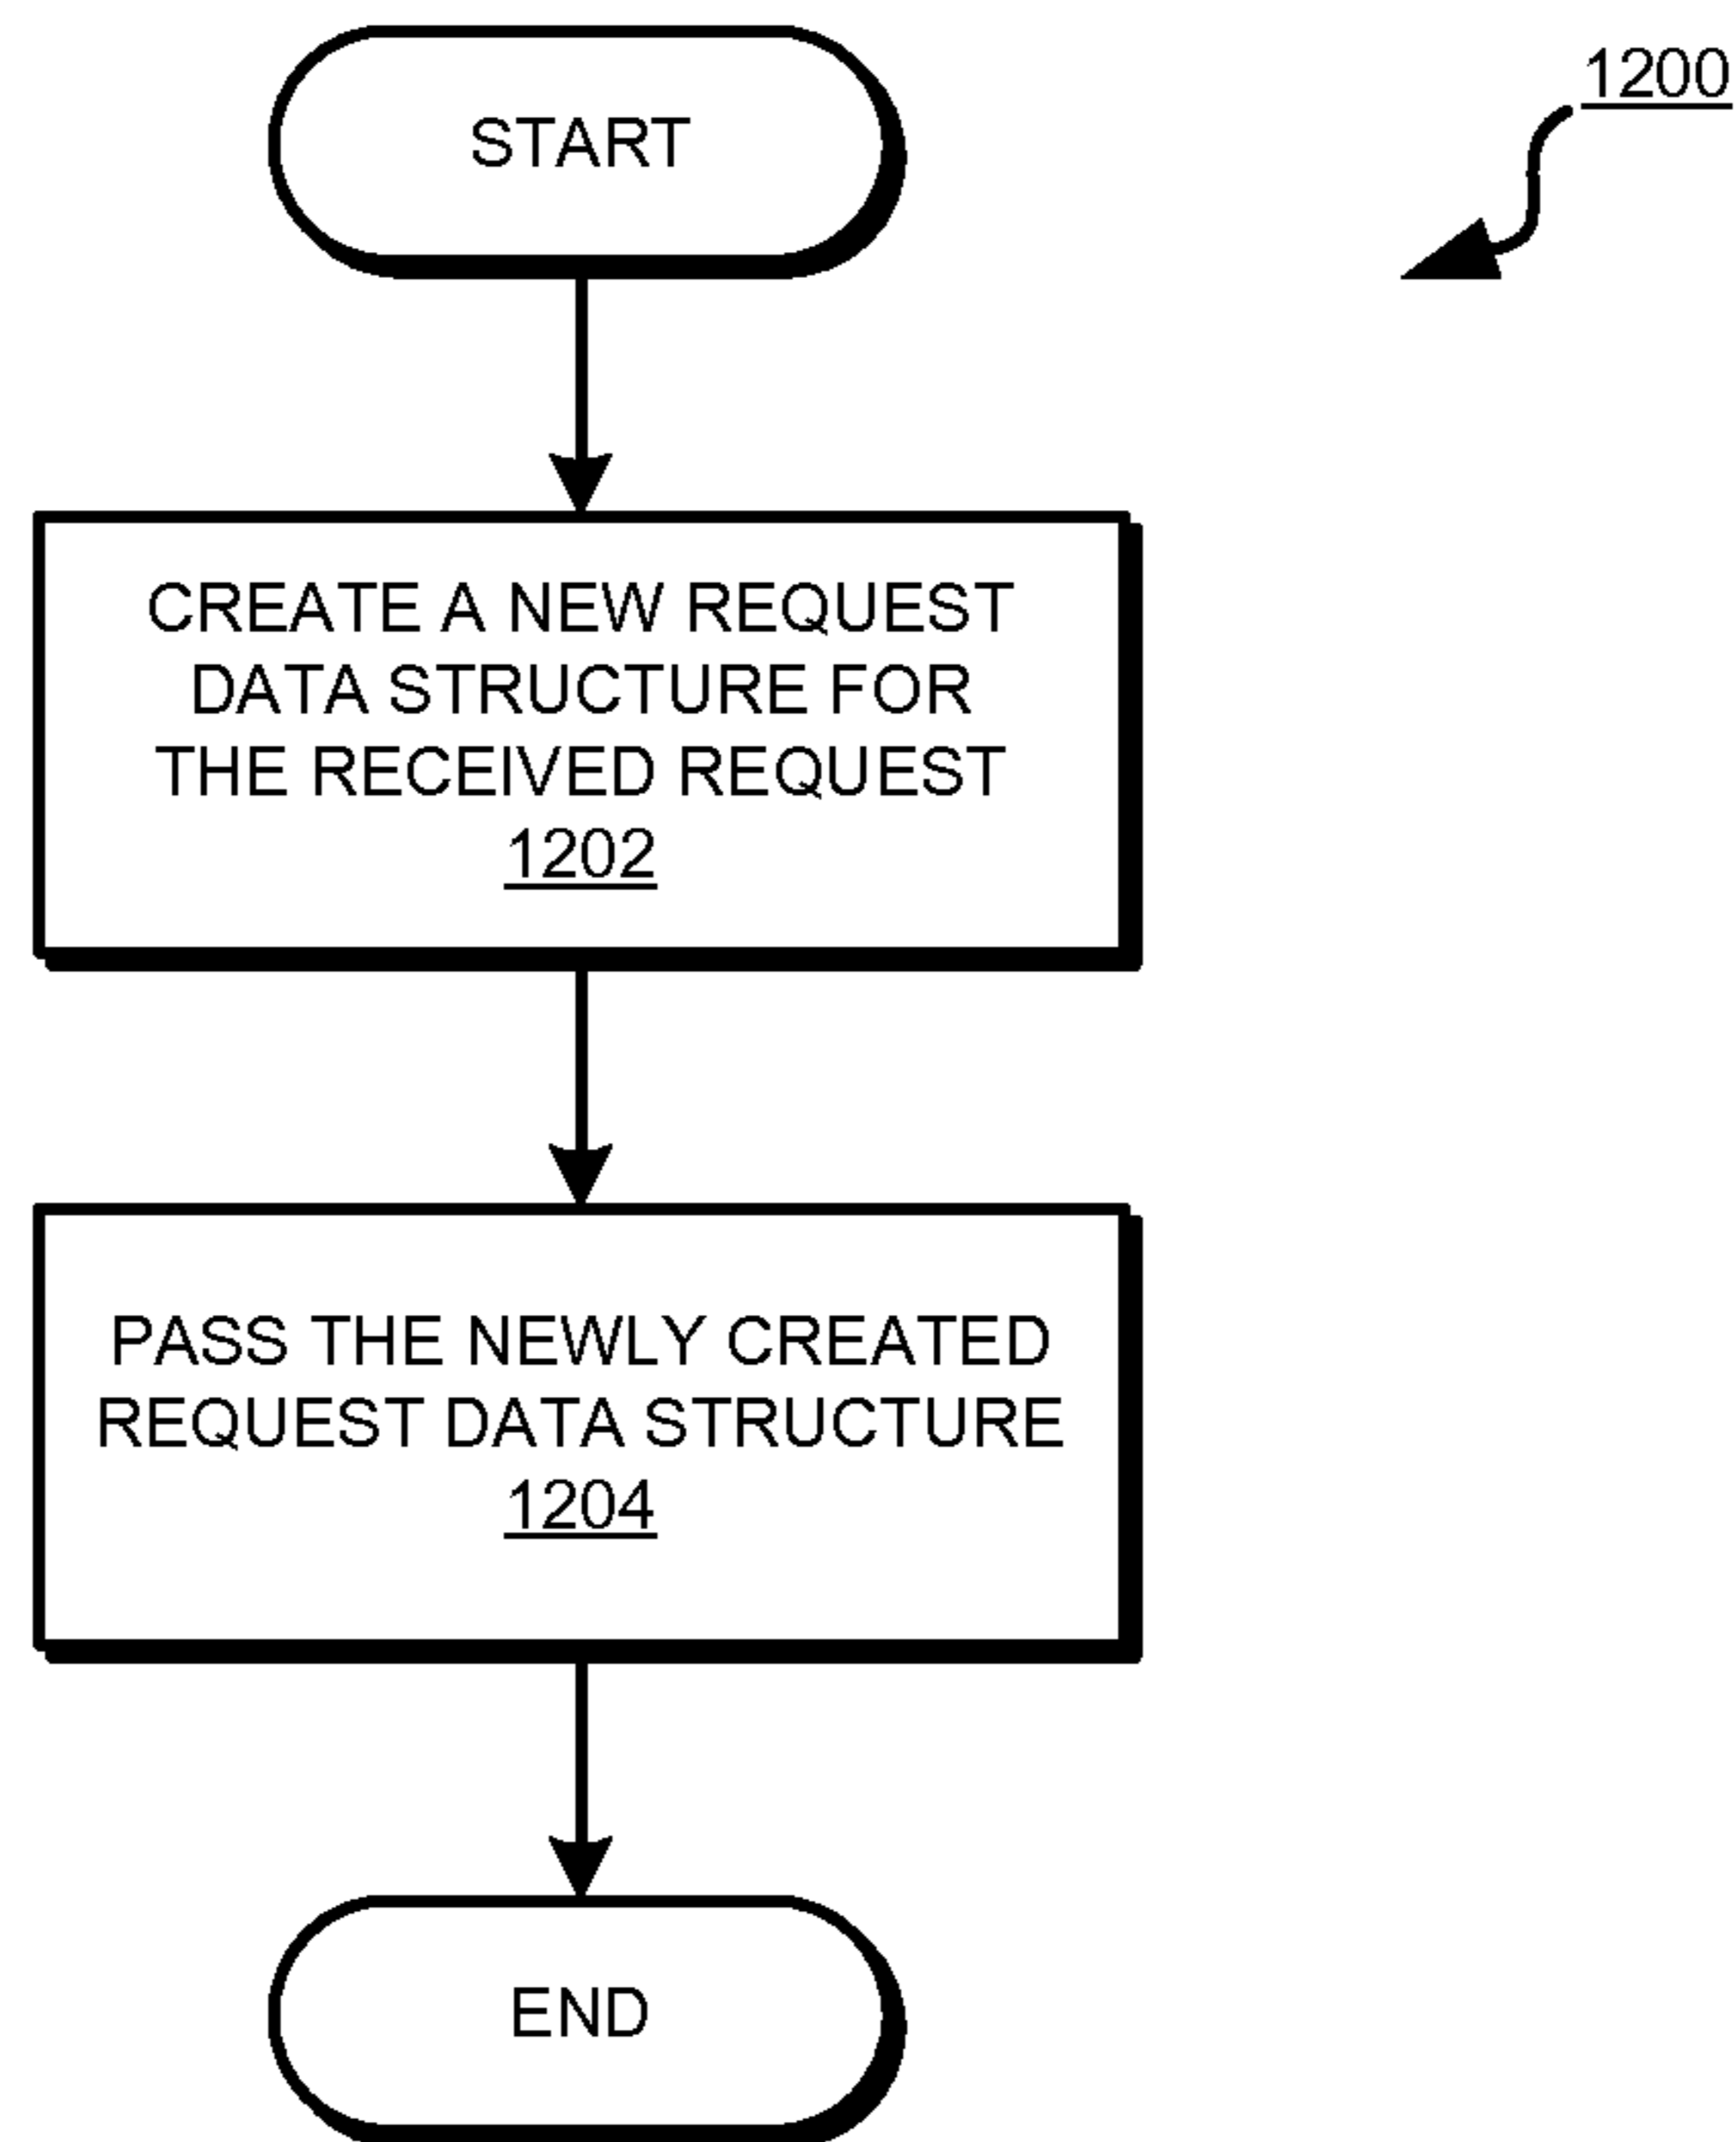 START
1200
CREATE A NEW REQUEST
DATA STRUCTURE FOR
THE RECEIVED REQUEST
1202
PASS THE NEWLY CREATED
REQUEST DATA STRUCTURE
1204
END